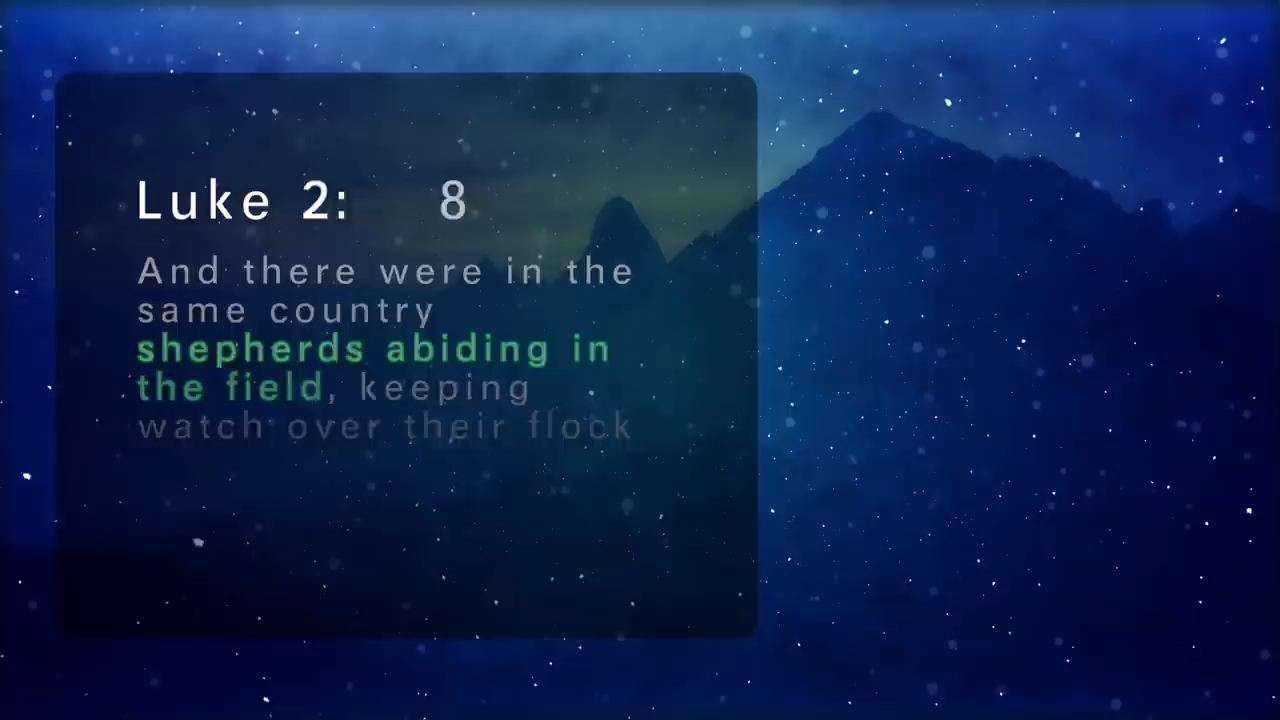 Luke 2: 8
And there were in the
same country
shepherds abiding in
the field, keeping
watch over their flock